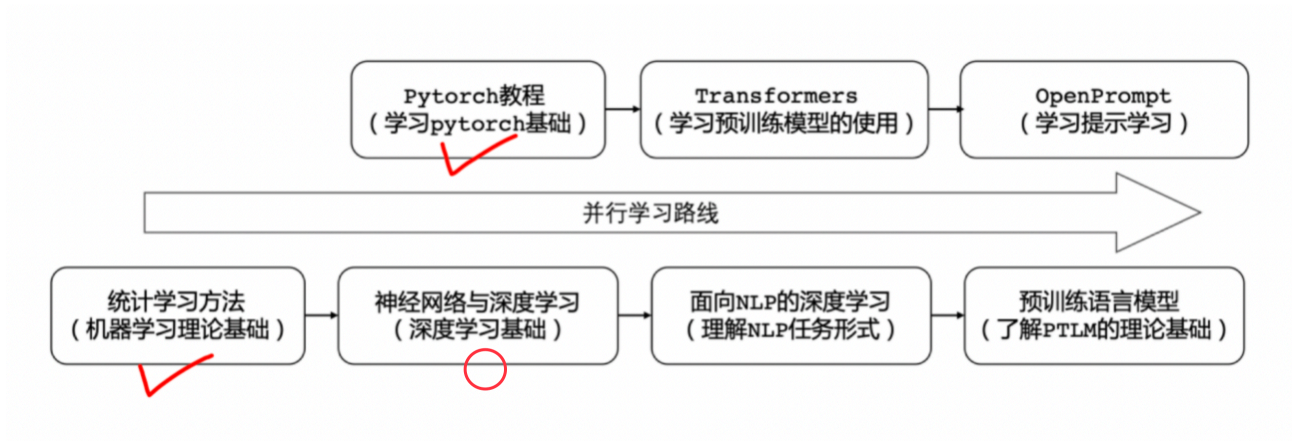 Pytorch教程
（学习pytorch基础）
Transformers
（学习预训练模型的使用）
OpenPrompt
（学习提示学习）
并行学习路线
统计学习方法
（机器学习理论基础）
神经网络与深度学习
（深度学习基础）
面向NLP的深度学习
（理解NLP任务形式）
预训练语言模型
（了解PTLM的理论基础）